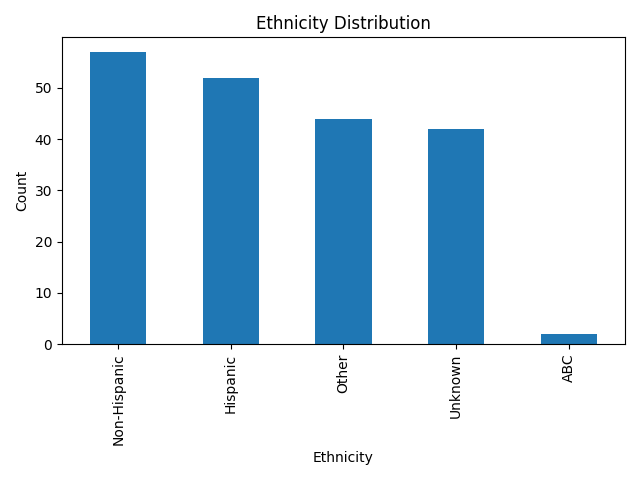 Ethnicity Distribution
Count
50
40
30
20
10
0
Non-Hispanic
Hispanic
Other
Unknown
ABC
Ethnicity